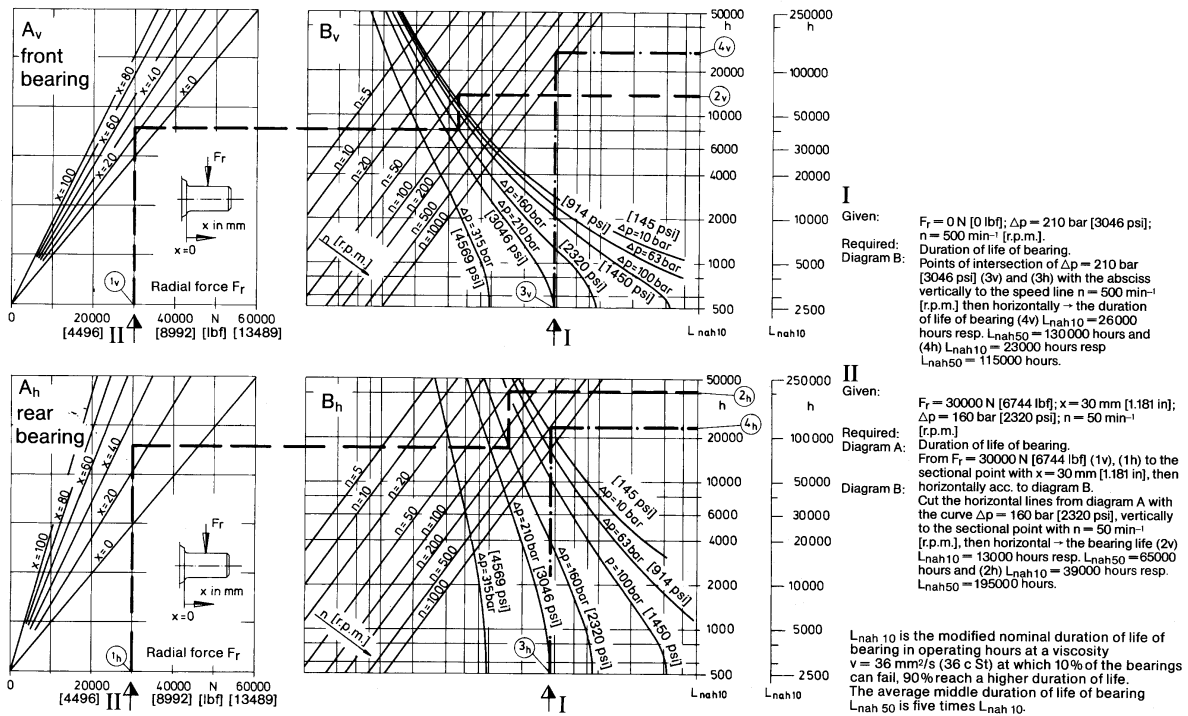 Av
front
bearing
x=80
x=40
x=0
x=60
x=20
x=100
Fr
x in mm
x=0
1v
Radial force Fr
0 20000 40000 N 60000
[4496] II [8992] [lbf] [13489]
Bv
n=5
n=10
n=20
n=50
n=100
n=200
n=500
n=1000
n [r.p.m.]
Δp=160 bar
Δp=210 bar
Δp=315 bar
[4569 psi]
[3046 psi]
[914 psi]
[145 psi]
Δp=10 bar
Δp=63 bar
Δp=100 bar
[2320 psi]
[1450 psi]
3v
I
4v
2v
50000
h
20000
10000
8000
6000
4000
2000
1000
500
Lnah10
250000
h
100000
50000
30000
20000
10000
5000
2500
Lnah10
Ah
rear
bearing
x=60
x=40
x=80
x=20
x=100
x=0
Fr
x in mm
x=0
1h
Radial force Fr
0 20000 40000 N 60000
[4496] II [8992] [lbf] [13489]
Bh
n=5
n=10
n=20
n=50
n=100
n=200
n=500
n=1000
n [r.p.m.]
[145 psi]
Δp=10 bar
Δp=63 bar
[914 psi]
Δp=210 bar
[3046 psi]
[4569 psi]
Δp=315bar
Δp=160bar
[2320 psi]
p=100bar
[1450 psi]
3h
I
2h
4h
50000
h
20000
10000
8000
6000
4000
2000
1000
500
Lnah10
250000
h
100000
50000
30000
20000
10000
5000
2500
Lnah10
I
Given:
Fr = 0 N [0 lbf]; Δp = 210 bar [3046 psi];
n = 500 min⁻¹ [r.p.m.].
Required: Duration of life of bearing.
Diagram B: Points of intersection of Δp = 210 bar
[3046 psi] (3v) and (3h) with the absciss
vertically to the speed line n = 500 min⁻¹
[r.p.m] then horizontally → the duration
of life of bearing (4v) Lnah10 = 26000
hours resp. Lnah50 = 130000 hours and
(4h) Lnah10 = 23000 hours resp
Lnah50 = 115000 hours.
II
Given:
Fr = 30000 N [6744 lbf]; x = 30 mm [1.181 in];
Δp = 160 bar [2320 psi]; n = 50 min⁻¹
[r.p.m.]
Required: Duration of life of bearing.
Diagram A: From Fr = 30000 N [6744 lbf] (1v), (1h) to the
sectional point with x = 30 mm [1.181 in], then
horizontally acc. to diagram B.
Diagram B: Cut the horizontal lines from diagram A with
the curve Δp = 160 bar [2320 psi], vertically
to the sectional point with n = 50 min⁻¹
[r.p.m.], then horizontal → the bearing life (2v)
Lnah10 = 13000 hours resp. Lnah50 = 65000
hours and (2h) Lnah10 = 39000 hours resp.
Lnah50 = 195000 hours.
Lnah 10 is the modified nominal duration of life of
bearing in operating hours at a viscosity
v = 36 mm²/s (36 c St) at which 10% of the bearings
can fail, 90% reach a higher duration of life.
The average middle duration of life of bearing
Lnah 50 is five times Lnah 10.